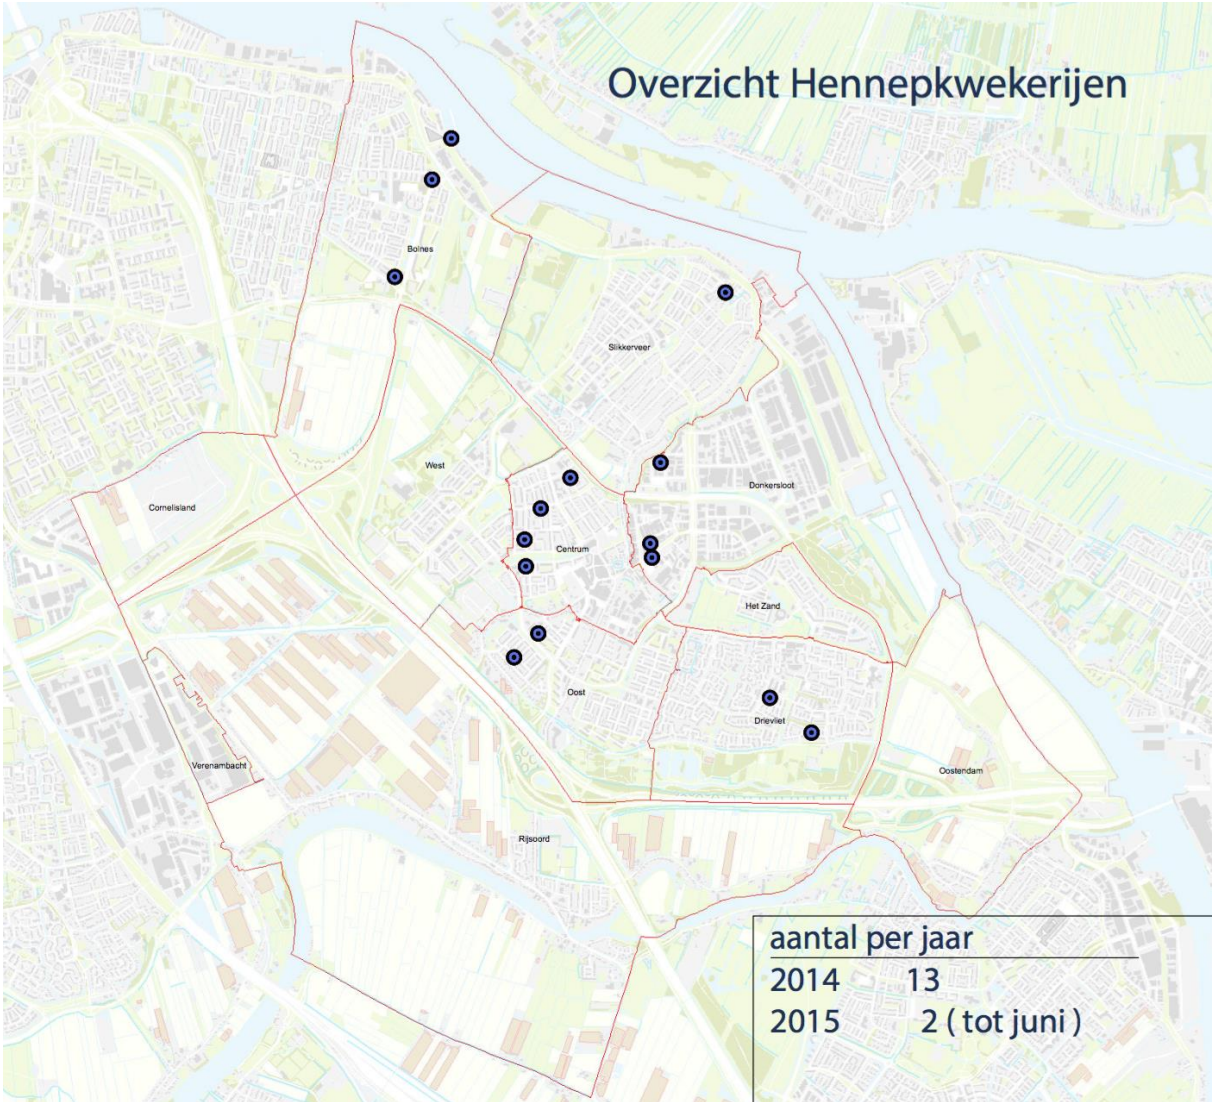 Overzicht Hennepkwekerijen
Bolnes
Slikkerveer
West
Donkersloot
Cornelisland
Centrum
Het Zand
Oost
Drievliet
Verenambacht
Oostendam
Rijsoord
aantal per jaar
2014 13
2015 2 ( tot juni )